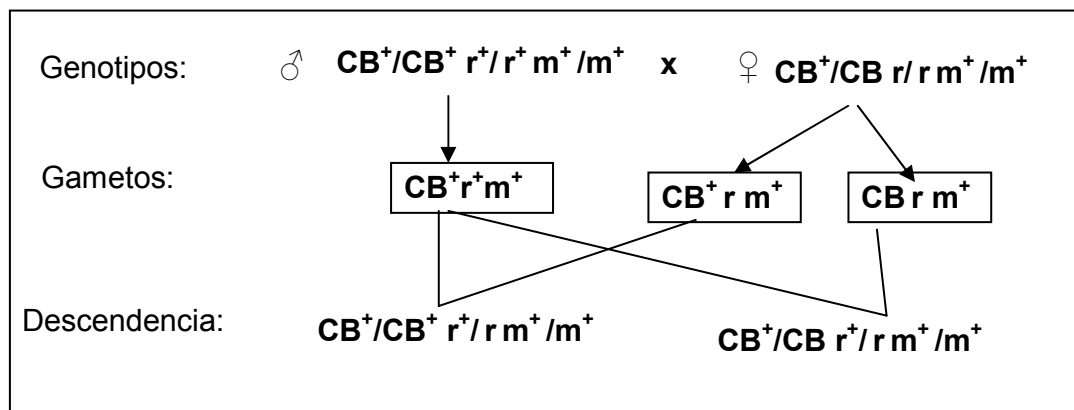 Genotipos: ♂ CB⁺/CB⁺ r⁺/ r⁺ m⁺ /m⁺ x ♀ CB⁺/CB r/ r m⁺ /m⁺
Gametos: CB⁺r⁺m⁺ CB⁺ r m⁺ CB r m⁺
Descendencia: CB⁺/CB⁺ r⁺/ r m⁺ /m⁺ CB⁺/CB r⁺/ r m⁺ /m⁺